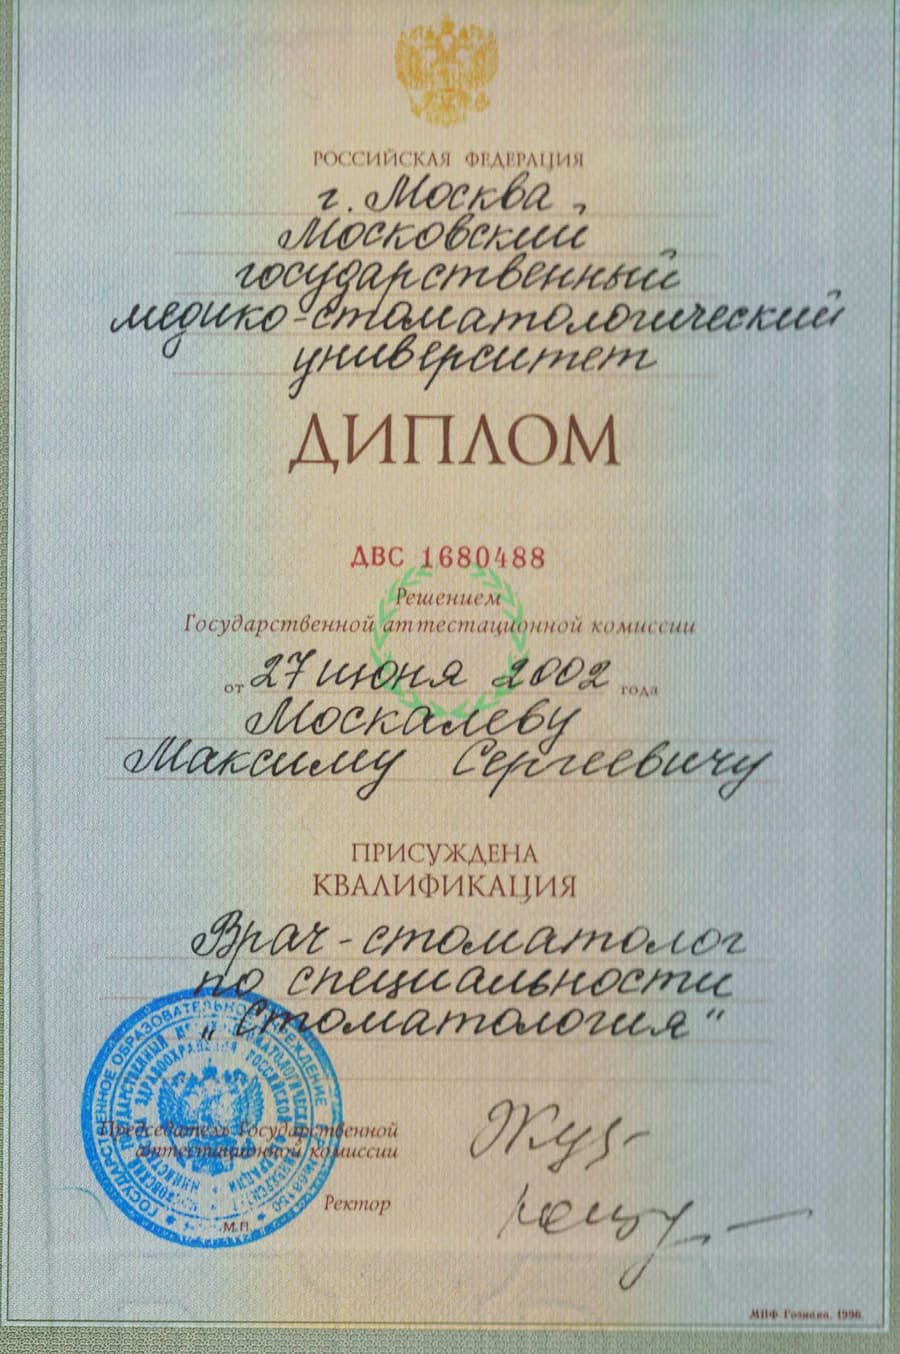 РОССИЙСКАЯ ФЕДЕРАЦИЯ
г. Москва,
Московский
государственный
медико-стоматологический
университет
ДИПЛОМ
ДВС 1680488
Решением
Государственной аттестационной комиссии
от 27 июня 2002 года
Москалеву
Максиму Сергеевичу
ПРИСУЖДЕНА
КВАЛИФИКАЦИЯ
Врач-стоматолог
по специальности
„Стоматология“
Председатель Государственной
аттестационной комиссии
Ректор
М.П.
МПФ Гознака. 1996.